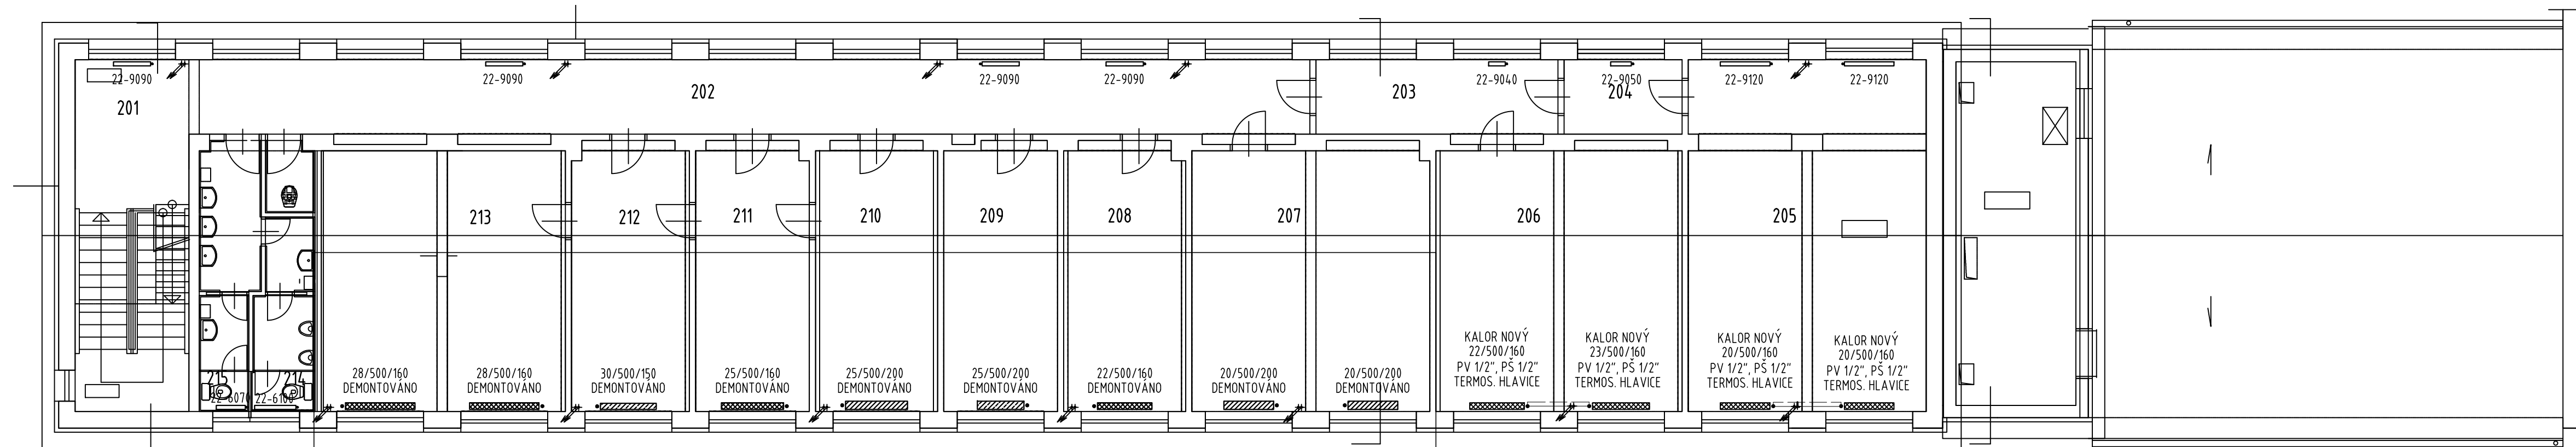 22-9090
22-9090
22-9090
22-9090
22-9040
22-9050
22-9120
22-9120
201
202
203
204
213
212
211
210
209
208
207
206
205
28/500/160
DEMONTOVÁNO
28/500/160
DEMONTOVÁNO
30/500/150
DEMONTOVÁNO
25/500/160
DEMONTOVÁNO
25/500/200
DEMONTOVÁNO
25/500/200
DEMONTOVÁNO
22/500/160
DEMONTOVÁNO
20/500/200
DEMONTOVÁNO
20/500/200
DEMONTOVÁNO
KALOR NOVÝ
22/500/160
PV 1/2", PŠ 1/2"
TERMOS. HLAVICE
KALOR NOVÝ
23/500/160
PV 1/2", PŠ 1/2"
TERMOS. HLAVICE
KALOR NOVÝ
20/500/160
PV 1/2", PŠ 1/2"
TERMOS. HLAVICE
KALOR NOVÝ
20/500/160
PV 1/2", PŠ 1/2"
TERMOS. HLAVICE
215
214
22-6070
22-6100